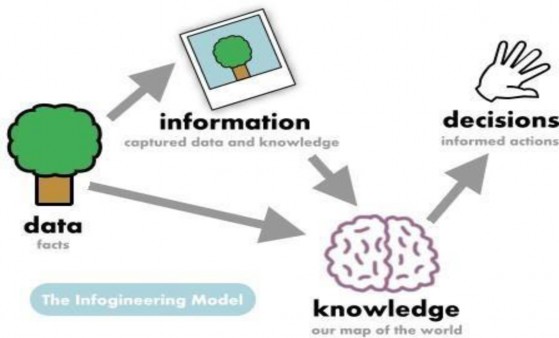 information
captured data and knowledge
decisions
informed actions
data
facts
The Infogineering Model
knowledge
our map of the world